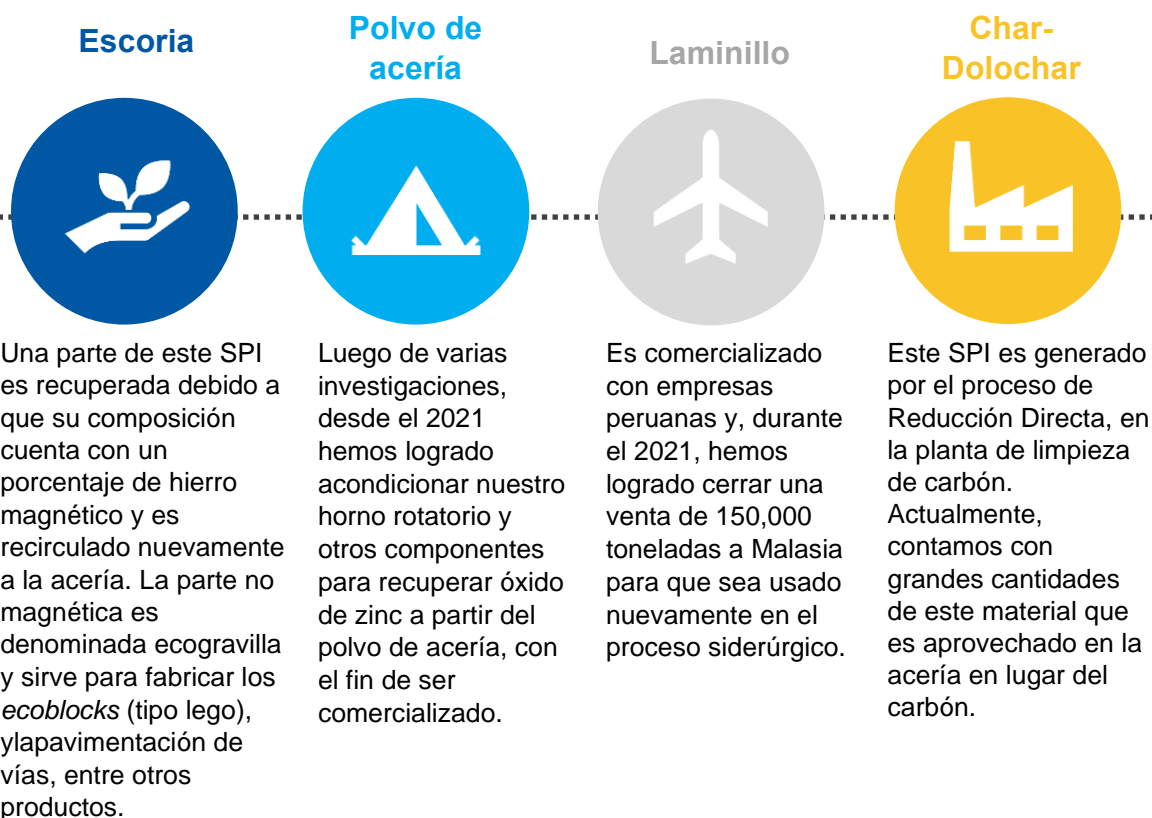 Escoria
Una parte de este SPI
es recuperada debido a
que su composición
cuenta con un
porcentaje de hierro
magnético y es
recirculado nuevamente
a la acería. La parte no
magnética es
denominada ecogravilla
y sirve para fabricar los
ecoblocks (tipo lego),
ylapavimentación de
vías, entre otros
productos.
Polvo de
acería
Luego de varias
investigaciones,
desde el 2021
hemos logrado
acondicionar nuestro
horno rotatorio y
otros componentes
para recuperar óxido
de zinc a partir del
polvo de acería, con
el fin de ser
comercializado.
Laminillo
Es comercializado
con empresas
peruanas y, durante
el 2021, hemos
logrado cerrar una
venta de 150,000
toneladas a Malasia
para que sea usado
nuevamente en el
proceso siderúrgico.
Char-
Dolochar
Este SPI es generado
por el proceso de
Reducción Directa, en
la planta de limpieza
de carbón.
Actualmente,
contamos con
grandes cantidades
de este material que
es aprovechado en la
acería en lugar del
carbón.